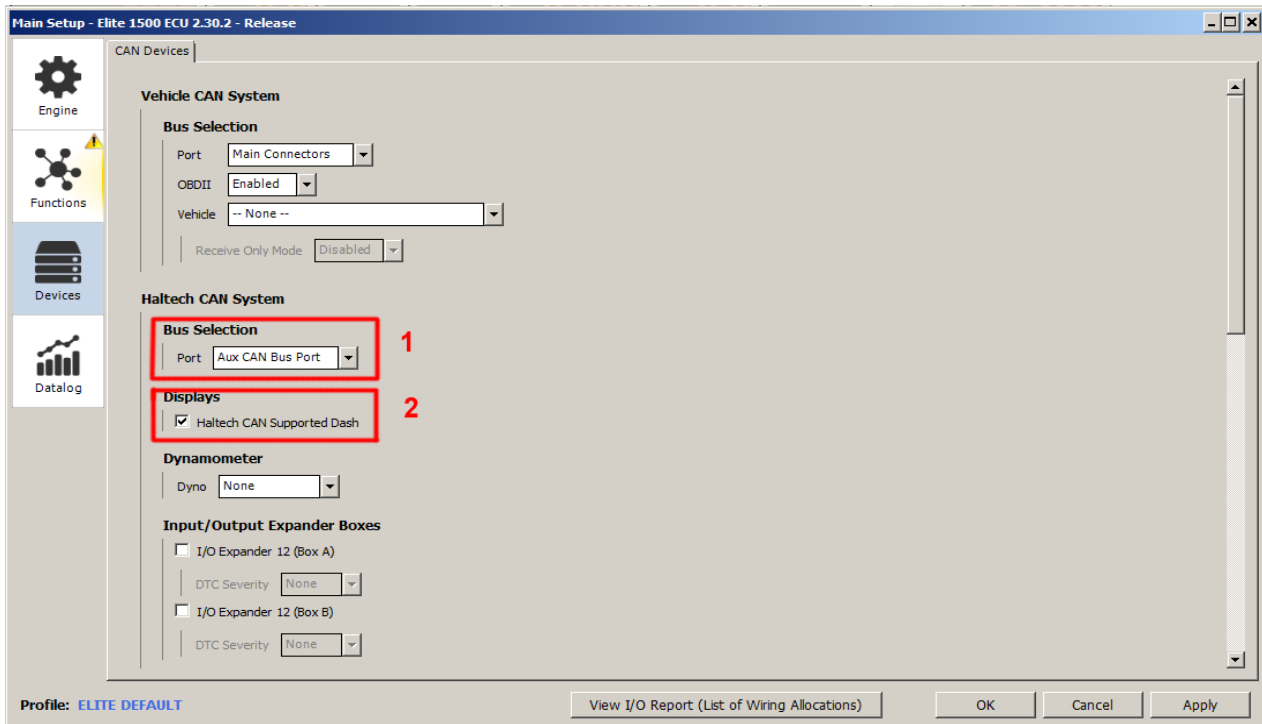 Main Setup - Elite 1500 ECU 2.30.2 - Release
CAN Devices
Engine
Functions
Devices
Datalog
Vehicle CAN System
Bus Selection
Port Main Connectors
OBDII Enabled
Vehicle -- None --
Receive Only Mode Disabled
Haltech CAN System
Bus Selection
Port Aux CAN Bus Port
1
Displays
Haltech CAN Supported Dash
2
Dynamometer
Dyno None
Input/Output Expander Boxes
I/O Expander 12 (Box A)
DTC Severity None
I/O Expander 12 (Box B)
DTC Severity None
Profile: ELITE DEFAULT
View I/O Report (List of Wiring Allocations)
OK
Cancel
Apply